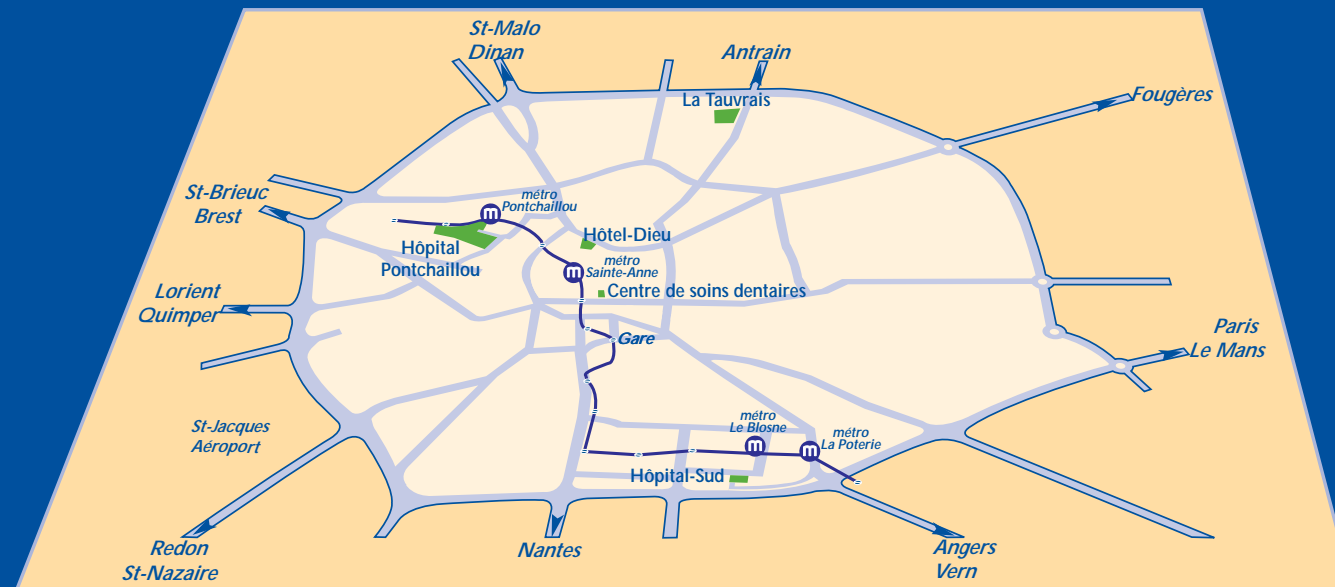 St-Malo
Dinan
Antrain
La Tauvrais
Fougères
St-Brieuc
Brest
métro
Pontchaillou
m
Hôpital
Pontchaillou
Hôtel-Dieu
métro
Sainte-Anne
m
Centre de soins dentaires
Lorient
Quimper
Gare
Paris
Le Mans
St-Jacques
Aéroport
métro
Le Blosne
m
métro
La Poterie
m
Hôpital-Sud
Redon
St-Nazaire
Nantes
Angers
Vern